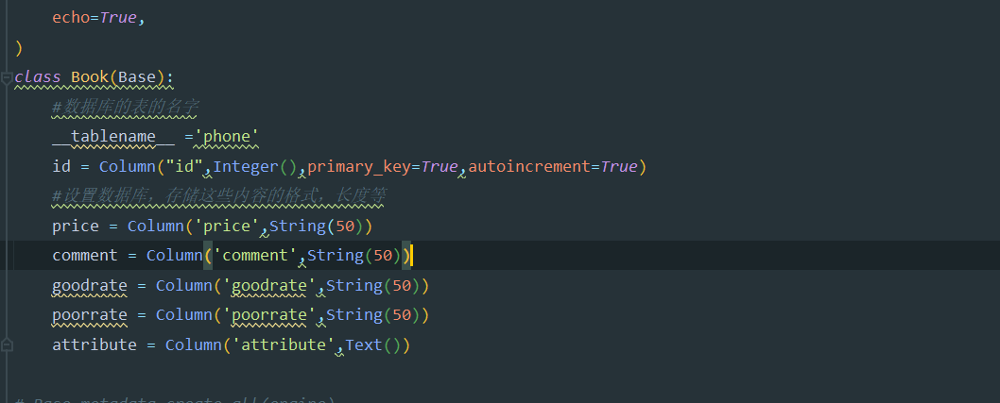 echo=True,
)
class Book(Base):
#数据库的表的名字
__tablename__ ='phone'
id = Column("id",Integer(),primary_key=True,autoincrement=True)
#设置数据库，存储这些内容的格式，长度等
price = Column('price',String(50))
comment = Column('comment',String(50))
goodrate = Column('goodrate',String(50))
poorrate = Column('poorrate',String(50))
attribute = Column('attribute',Text())
# Base.metadata.create_all(engine)